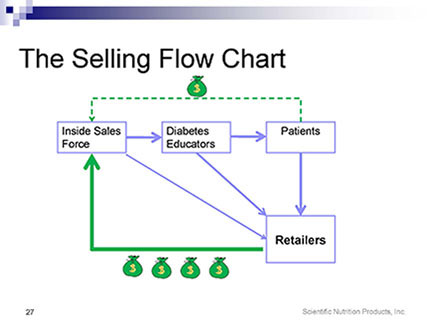 The Selling Flow Chart
$
Inside Sales
Force
Diabetes
Educators
Patients
Retailers
$ $ $ $
27
Scientific Nutrition Products, Inc